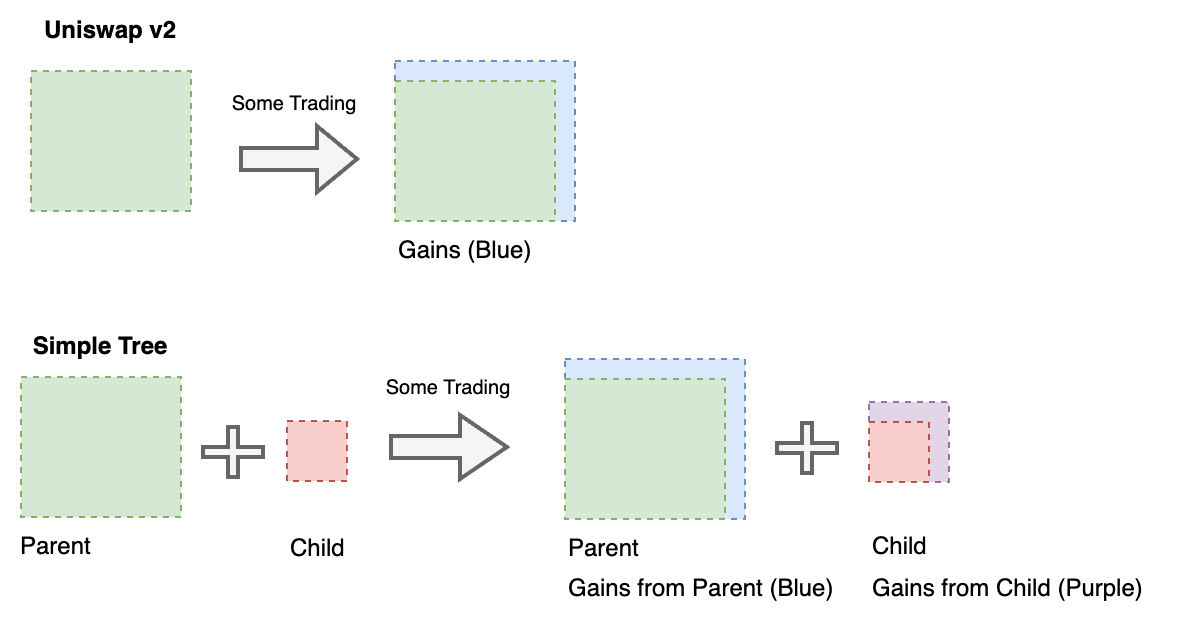 Uniswap v2
Some Trading
Gains (Blue)
Simple Tree
Some Trading
Parent
Child
Parent
Child
Gains from Parent (Blue)
Gains from Child (Purple)